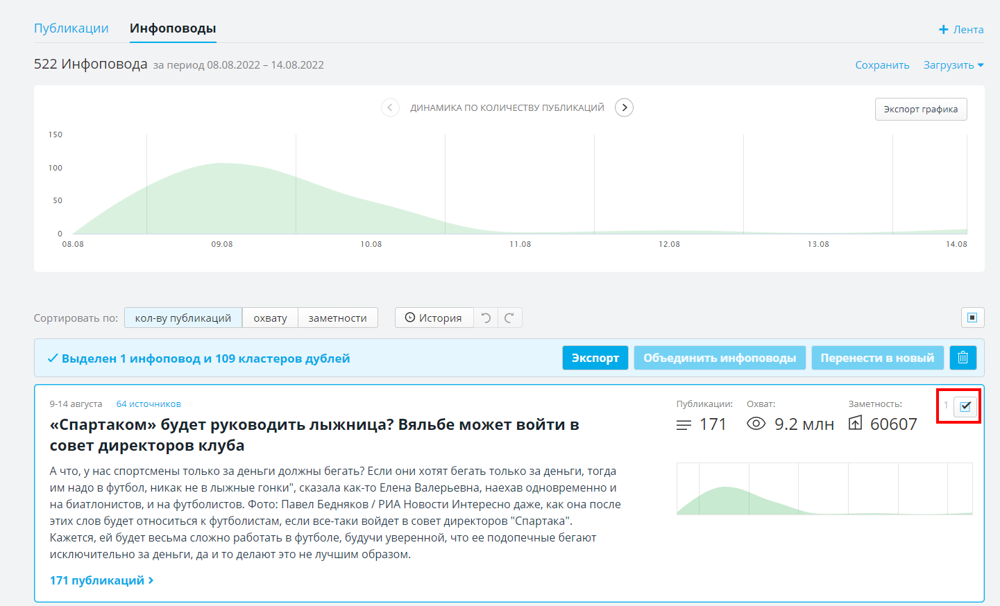 Публикации Инфоповоды + Лента
522 Инфоповода за период 08.08.2022 – 14.08.2022 Сохранить Загрузить
ДИНАМИКА ПО КОЛИЧЕСТВУ ПУБЛИКАЦИЙ Экспорт графика
150
100
50
0
08.08 09.08 10.08 11.08 12.08 13.08 14.08
Сортировать по: кол-ву публикаций охвату заметности История
Выделен 1 инфоповод и 109 кластеров дублей Экспорт Объединить инфоповоды Перенести в новый
9-14 августа 64 источников Публикации: Охват: Заметность: 1
171 9.2 млн 60607
«Спартаком» будет руководить лыжница? Вяльбе может войти в
совет директоров клуба
А что, у нас спортсмены только за деньги должны бегать? Если они хотят бегать только за деньги, тогда
им надо в футбол, никак не в лыжные гонки", сказала как-то Елена Валерьевна, наехав одновременно и
на биатлонистов, и на футболистов. Фото: Павел Бедняков / РИА Новости Интересно даже, как она после
этих слов будет относиться к футболистам, если все-таки войдет в совет директоров "Спартака".
Кажется, ей будет весьма сложно работать в футболе, будучи уверенной, что ее подопечные бегают
исключительно за деньги, да и то делают это не лучшим образом.
171 публикаций